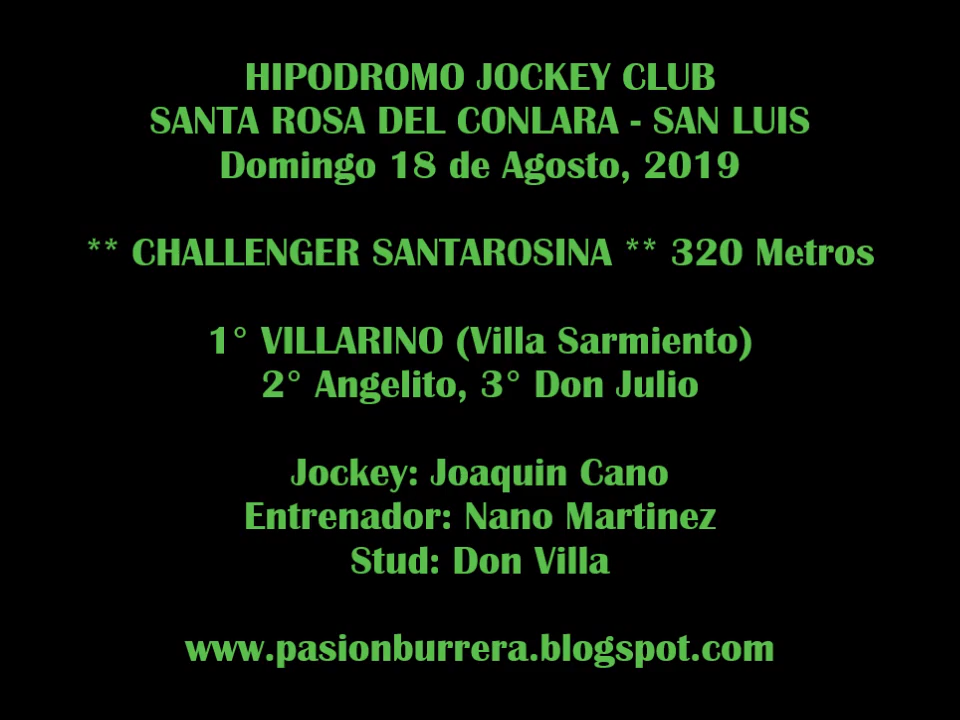 HIPODROMO JOCKEY CLUB
SANTA ROSA DEL CONLARA - SAN LUIS
Domingo 18 de Agosto, 2019
** CHALLENGER SANTAROSINA ** 320 Metros
1° VILLARINO (Villa Sarmiento)
2° Angelito, 3° Don Julio
Jockey: Joaquin Cano
Entrenador: Nano Martinez
Stud: Don Villa
www.pasionburrera.blogspot.com